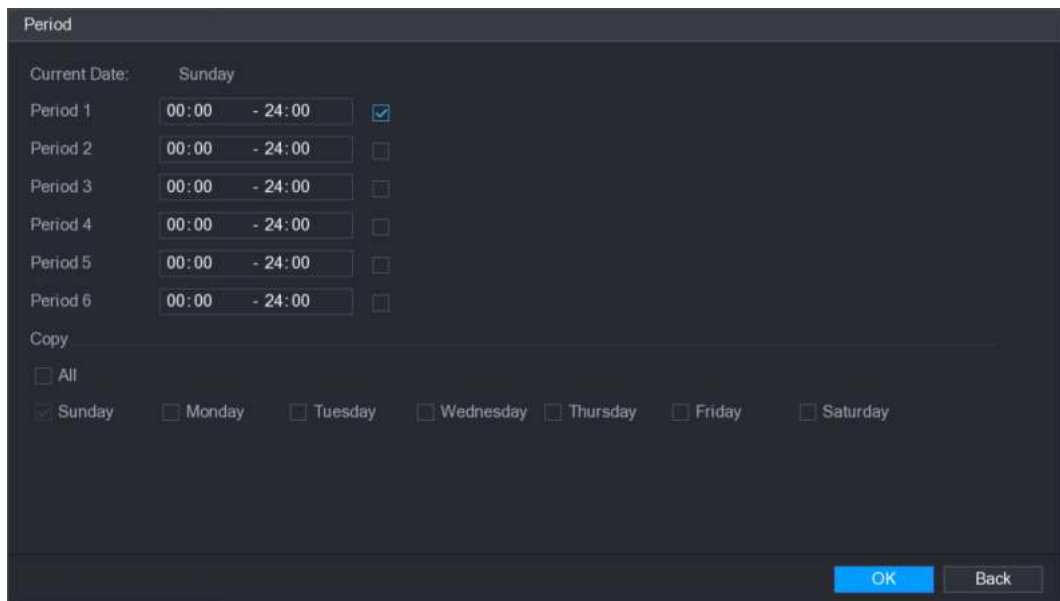 Period
Current Date: Sunday
Period 1 00:00 - 24:00
Period 2 00:00 - 24:00
Period 3 00:00 - 24:00
Period 4 00:00 - 24:00
Period 5 00:00 - 24:00
Period 6 00:00 - 24:00
Copy
All
Sunday Monday Tuesday Wednesday Thursday Friday Saturday
OK Back